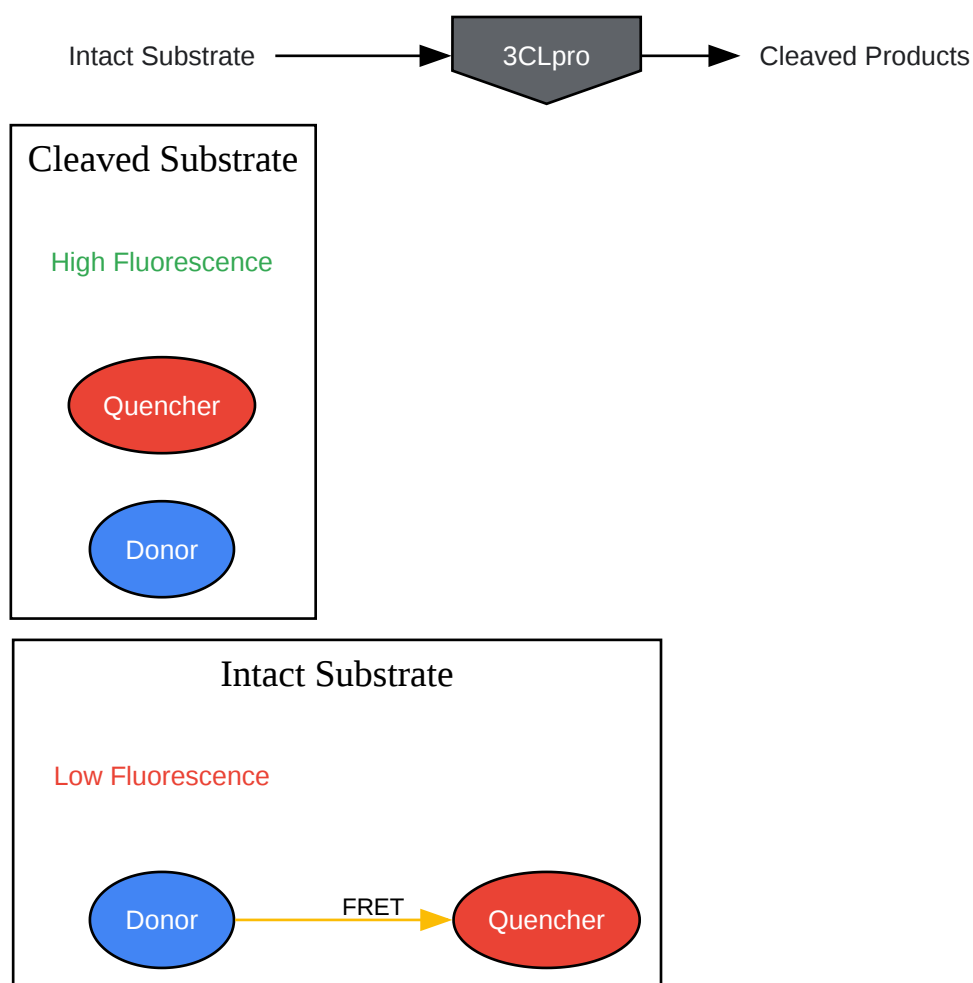 Intact Substrate
3CLpro
Cleaved Products
Cleaved Substrate
High Fluorescence
Quencher
Donor
Intact Substrate
Low Fluorescence
Donor
FRET
Quencher